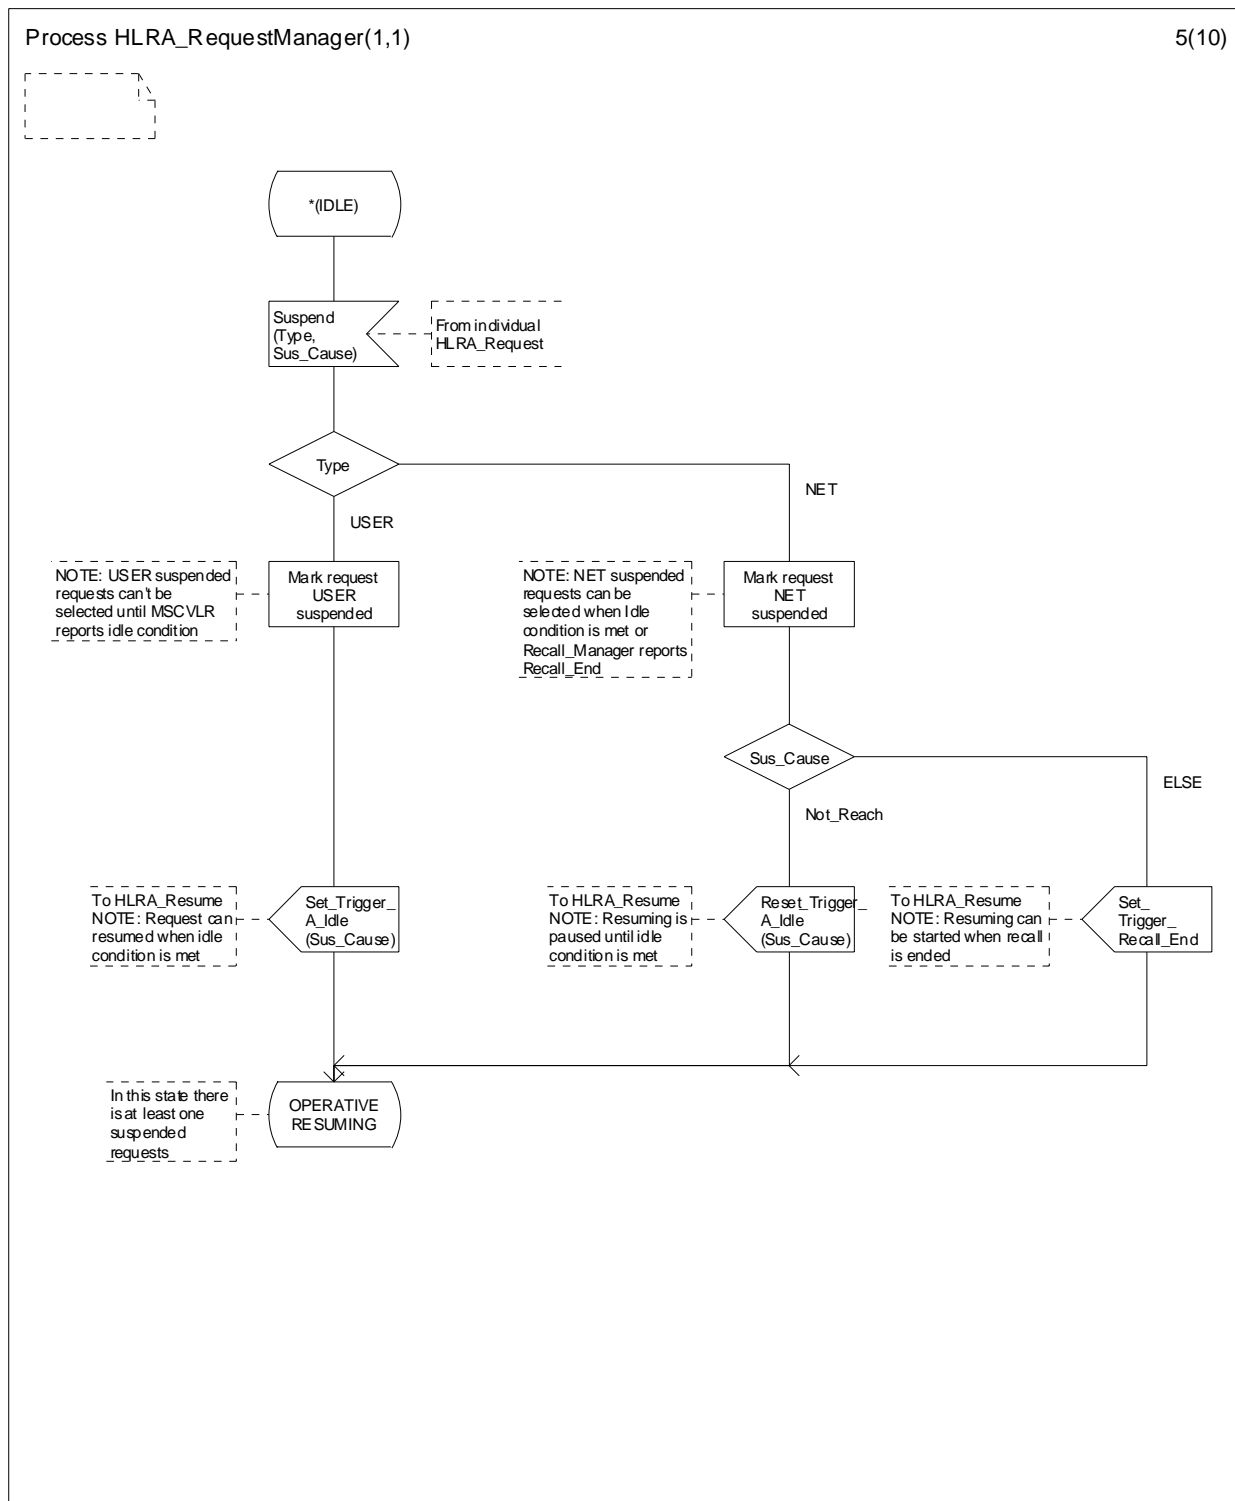 Process HLRA_RequestManager(1,1)
5(10)
*(IDLE)
Suspend
(Type,
Sus_Cause)
From individual
HLRA_Request
Type
NET
USER
NOTE: USER suspended
requests can't be
selected until MSCVLR
reports idle condition
Mark request
USER
suspended
NOTE: NET suspended
requests can be
selected when Idle
condition is met or
Recall_Manager reports
Recall_End
Mark request
NET
suspended
Sus_Cause
ELSE
Not_Reach
To HLRA_Resume
NOTE: Request can
resumed when idle
condition is met
Set_Trigger_
A_Idle
(Sus_Cause)
To HLRA_Resume
NOTE: Resuming is
paused until idle
condition is met
Reset_Trigger_
A_Idle
(Sus_Cause)
To HLRA_Resume
NOTE: Resuming can
be started when recall
is ended
Set_
Trigger_
Recall_End
In this state there
is at least one
suspended
requests
OPERATIVE
RESUMING